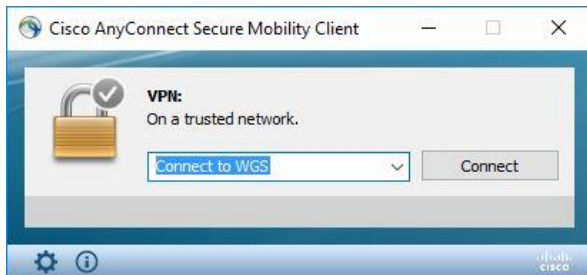 Cisco AnyConnect Secure Mobility Client
VPN:
On a trusted network.
Connect to WGS
Connect
cisco